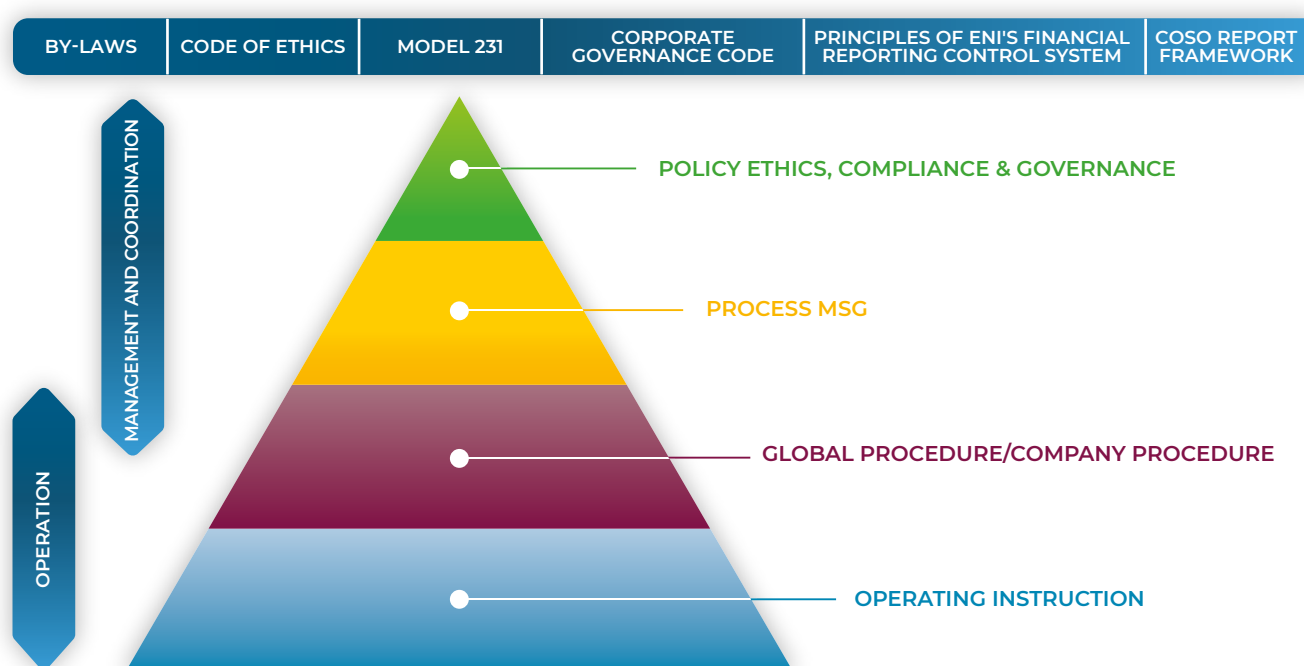 BY-LAWS
CODE OF ETHICS
MODEL 231
CORPORATE
GOVERNANCE CODE
PRINCIPLES OF ENI'S FINANCIAL
REPORTING CONTROL SYSTEM
COSO REPORT
FRAMEWORK
MANAGEMENT AND COORDINATION
OPERATION
POLICY ETHICS, COMPLIANCE & GOVERNANCE
PROCESS MSG
GLOBAL PROCEDURE/COMPANY PROCEDURE
OPERATING INSTRUCTION